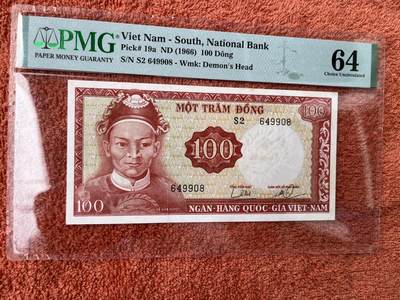 PMG
PAPER MONEY GUARANTY
Viet Nam - South, National Bank
Pick# 19a ND (1966) 100 Dông
S/N S2 649908 - Wmk: Demon's Head
64
Choice Uncirculated
MỘT TRĂM ĐỒNG
S2 649908
100
100
649908
100
NGÂN-HÀNG QUỐC-GIA VIỆT-NAM